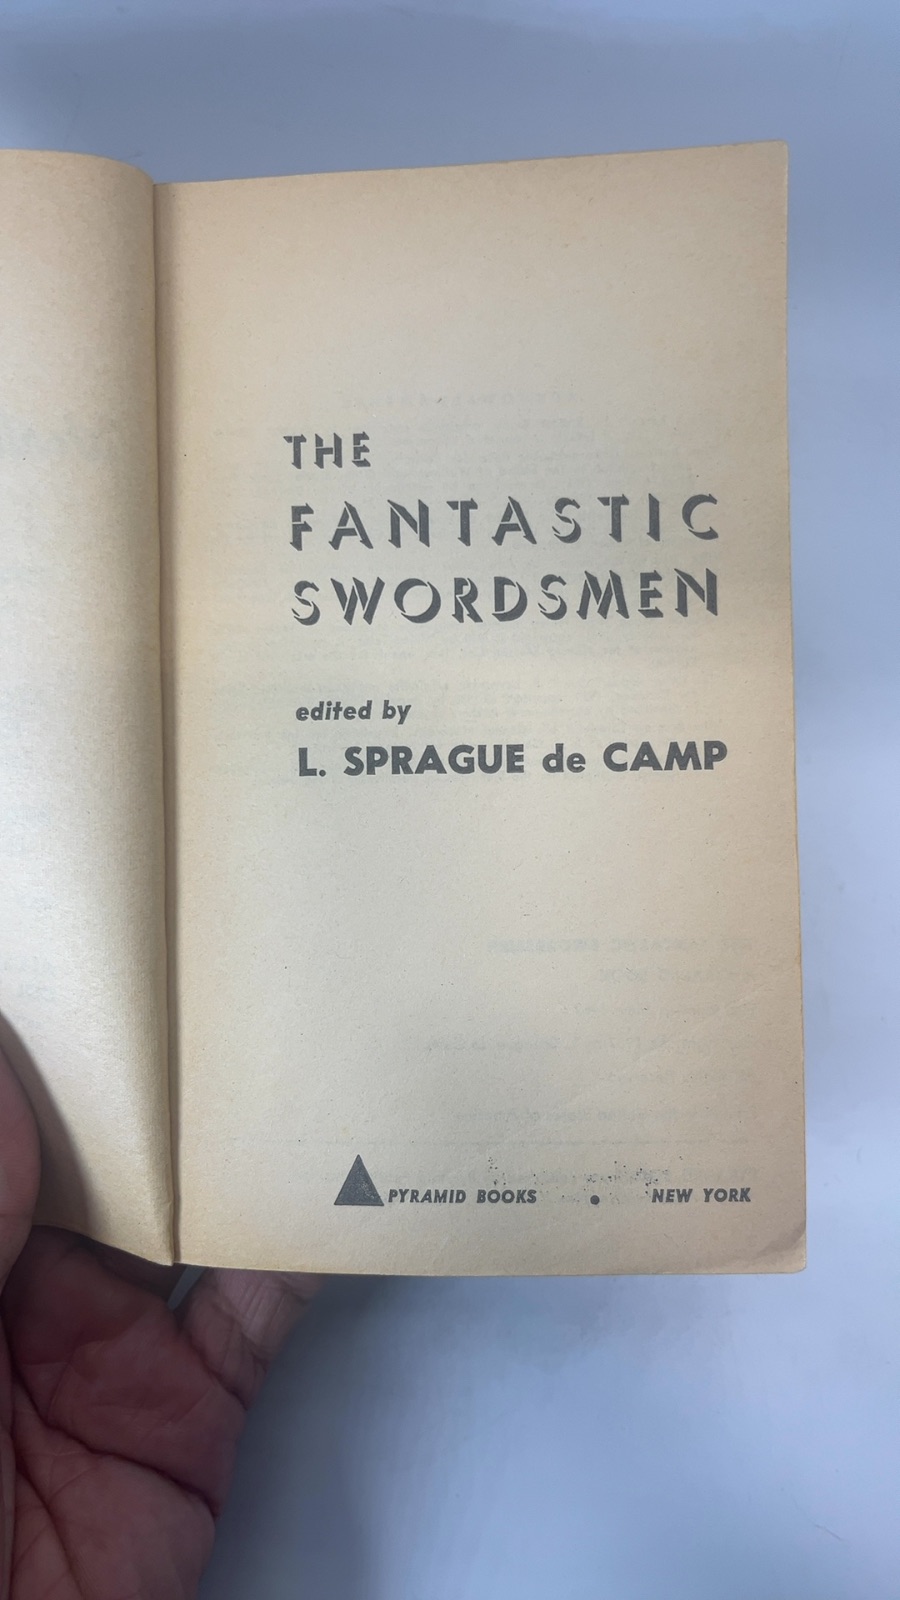 THE
FANTASTIC
SWORDSMEN
edited by
L. SPRAGUE de CAMP
PYRAMID BOOKS • NEW YORK